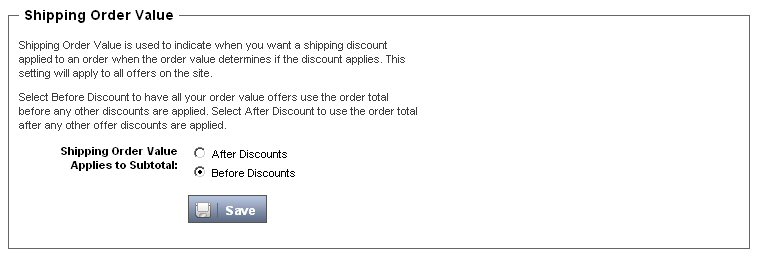 Shipping Order Value
Shipping Order Value is used to indicate when you want a shipping discount
applied to an order when the order value determines if the discount applies. This
setting will apply to all offers on the site.
Select Before Discount to have all your order value offers use the order total
before any other discounts are applied. Select After Discount to use the order total
after any other offer discounts are applied.
Shipping Order Value
Applies to Subtotal:
After Discounts
Before Discounts
Save